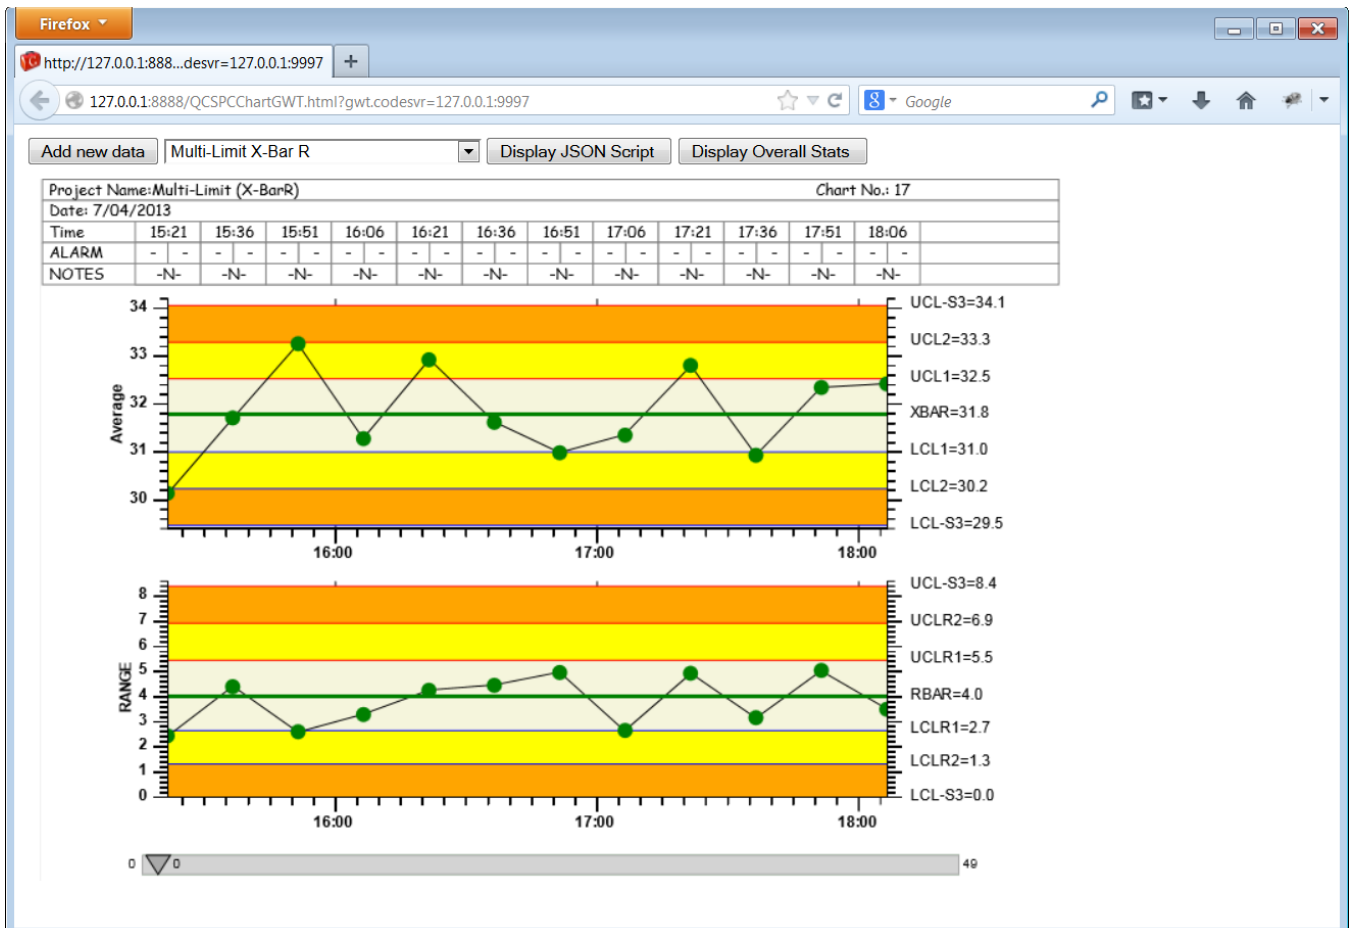 Firefox
http://127.0.0.1:888...desvr=127.0.0.1:9997 +
127.0.0.1:8888/QCSPCChartGWT.html?gwt.codesvr=127.0.0.1:9997 8 Google
Add new data Multi-Limit X-Bar R Display JSON Script Display Overall Stats
Project Name:Multi-Limit (X-BarR) Chart No.: 17
Date: 7/04/2013
Time 15:21 15:36 15:51 16:06 16:21 16:36 16:51 17:06 17:21 17:36 17:51 18:06
ALARM - - - - - - - - - - - - - - - - - - - - - - - -
NOTES -N- -N- -N- -N- -N- -N- -N- -N- -N- -N- -N- -N-
34 UCL-S3=34.1
UCL2=33.3
33
UCL1=32.5
32 XBAR=31.8
Average
31 LCL1=31.0
LCL2=30.2
30
LCL-S3=29.5
16:00 17:00 18:00
UCL-S3=8.4
8
7 UCLR2=6.9
6
UCLR1=5.5
5
RANGE
4 RBAR=4.0
3 LCLR1=2.7
2
LCLR2=1.3
1
0 LCL-S3=0.0
16:00 17:00 18:00
0 0 49